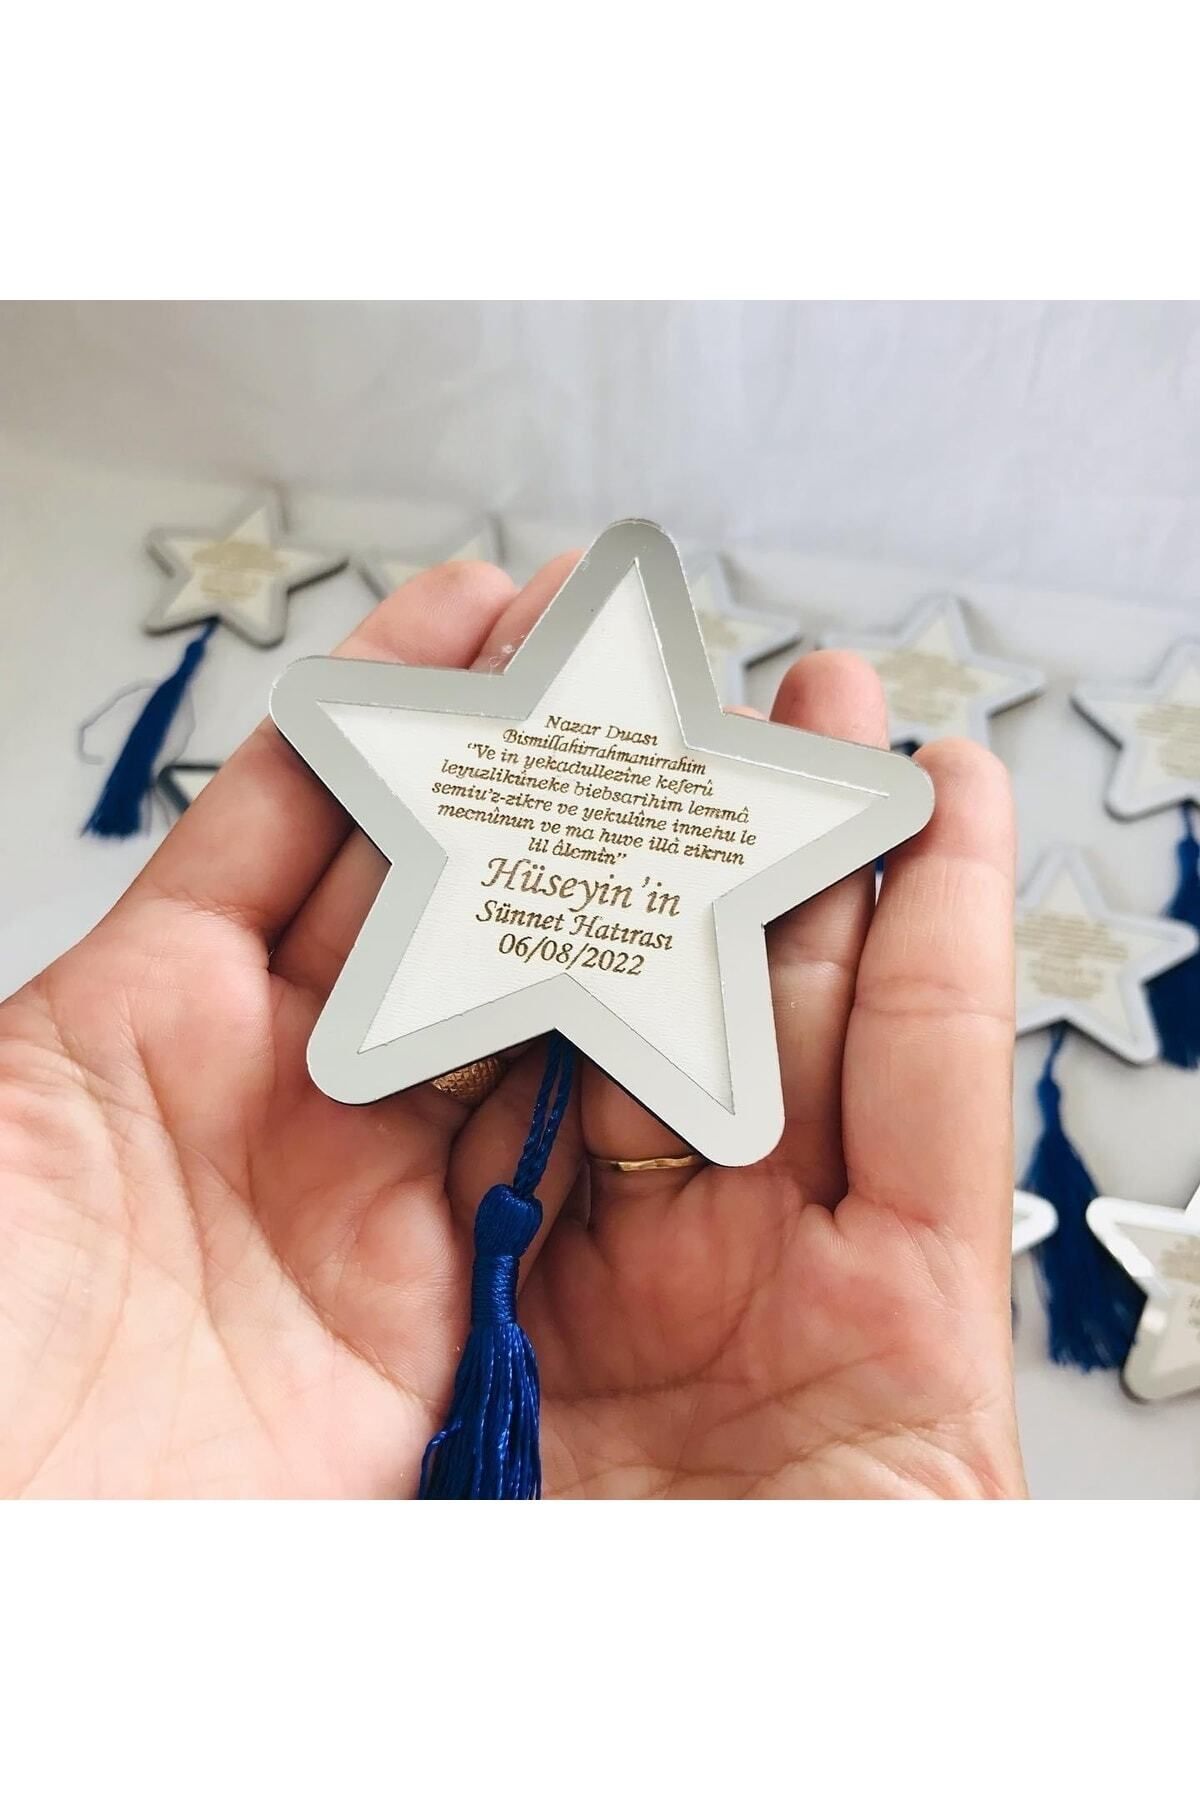 Nazar Duası
Bismillahirrahmanirrahim
"Ve in yekadullezîne keferû
leyuzlikûneke biebsarihim lemmâ
semiu'z-zikre ve yekulûne innehu le
mecnûnun ve ma huve illâ zikrun
lil âlemîn"
Hüseyin'in
Sünnet Hatırası
06/08/2022